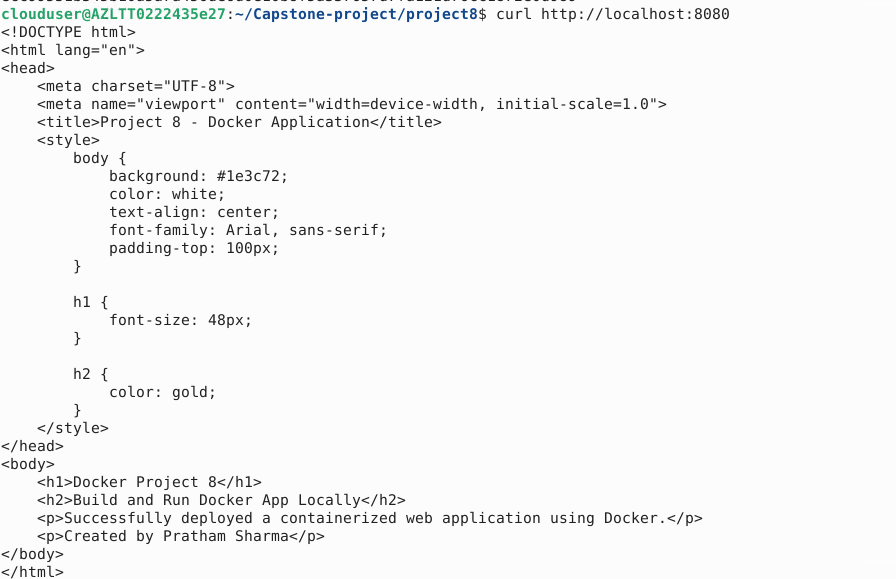 clouduser@AZLTT0222435e27:~/Capstone-project/project8$ curl http://localhost:8080
<!DOCTYPE html>
<html lang="en">
<head>
    <meta charset="UTF-8">
    <meta name="viewport" content="width=device-width, initial-scale=1.0">
    <title>Project 8 - Docker Application</title>
    <style>
        body {
            background: #1e3c72;
            color: white;
            text-align: center;
            font-family: Arial, sans-serif;
            padding-top: 100px;
        }

        h1 {
            font-size: 48px;
        }

        h2 {
            color: gold;
        }
    </style>
</head>
<body>
    <h1>Docker Project 8</h1>
    <h2>Build and Run Docker App Locally</h2>
    <p>Successfully deployed a containerized web application using Docker.</p>
    <p>Created by Pratham Sharma</p>
</body>
</html>